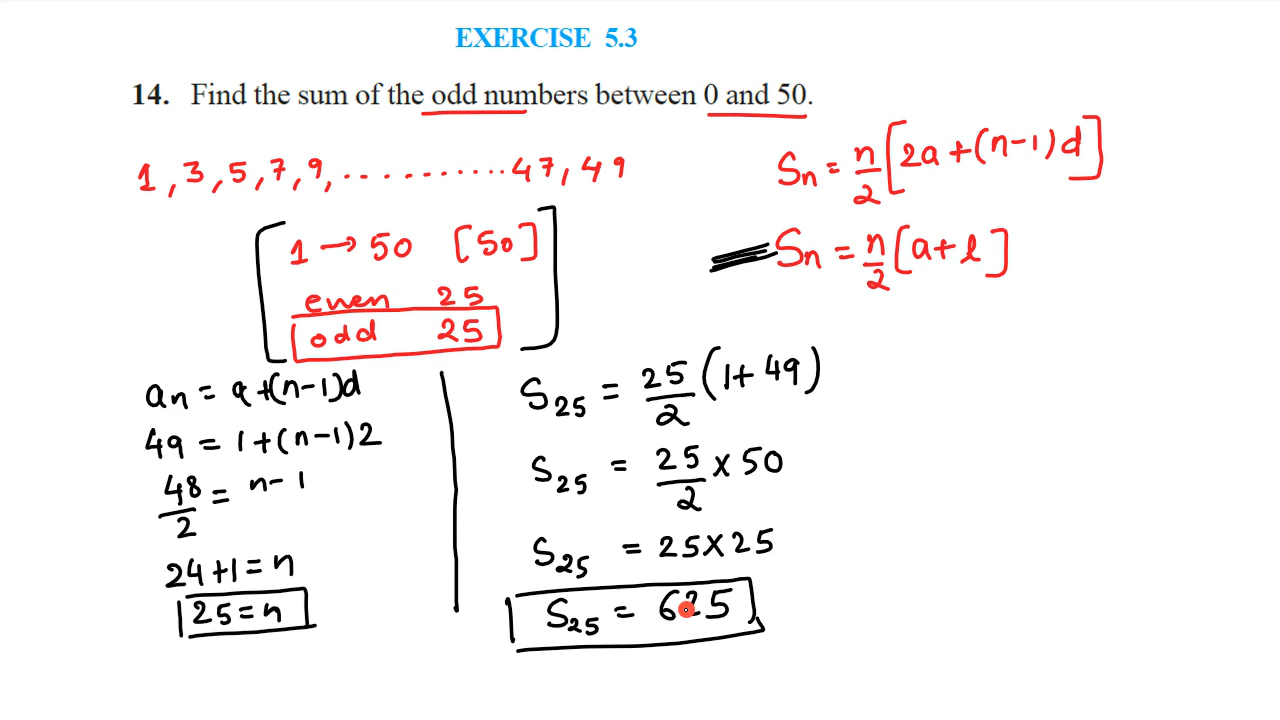 EXERCISE 5.3
14. Find the sum of the odd numbers between 0 and 50.
1, 3, 5, 7, 9, .......... 47, 49
Sn = n/2 [2a + (n-1)d]
1 → 50 [50]
even 25
odd 25
Sn = n/2 [a + l]
an = a + (n-1)d
49 = 1 + (n-1)2
48/2 = n-1
24+1 = n
25 = n
S25 = 25/2 (1 + 49)
S25 = 25/2 × 50
S25 = 25 × 25
S25 = 625